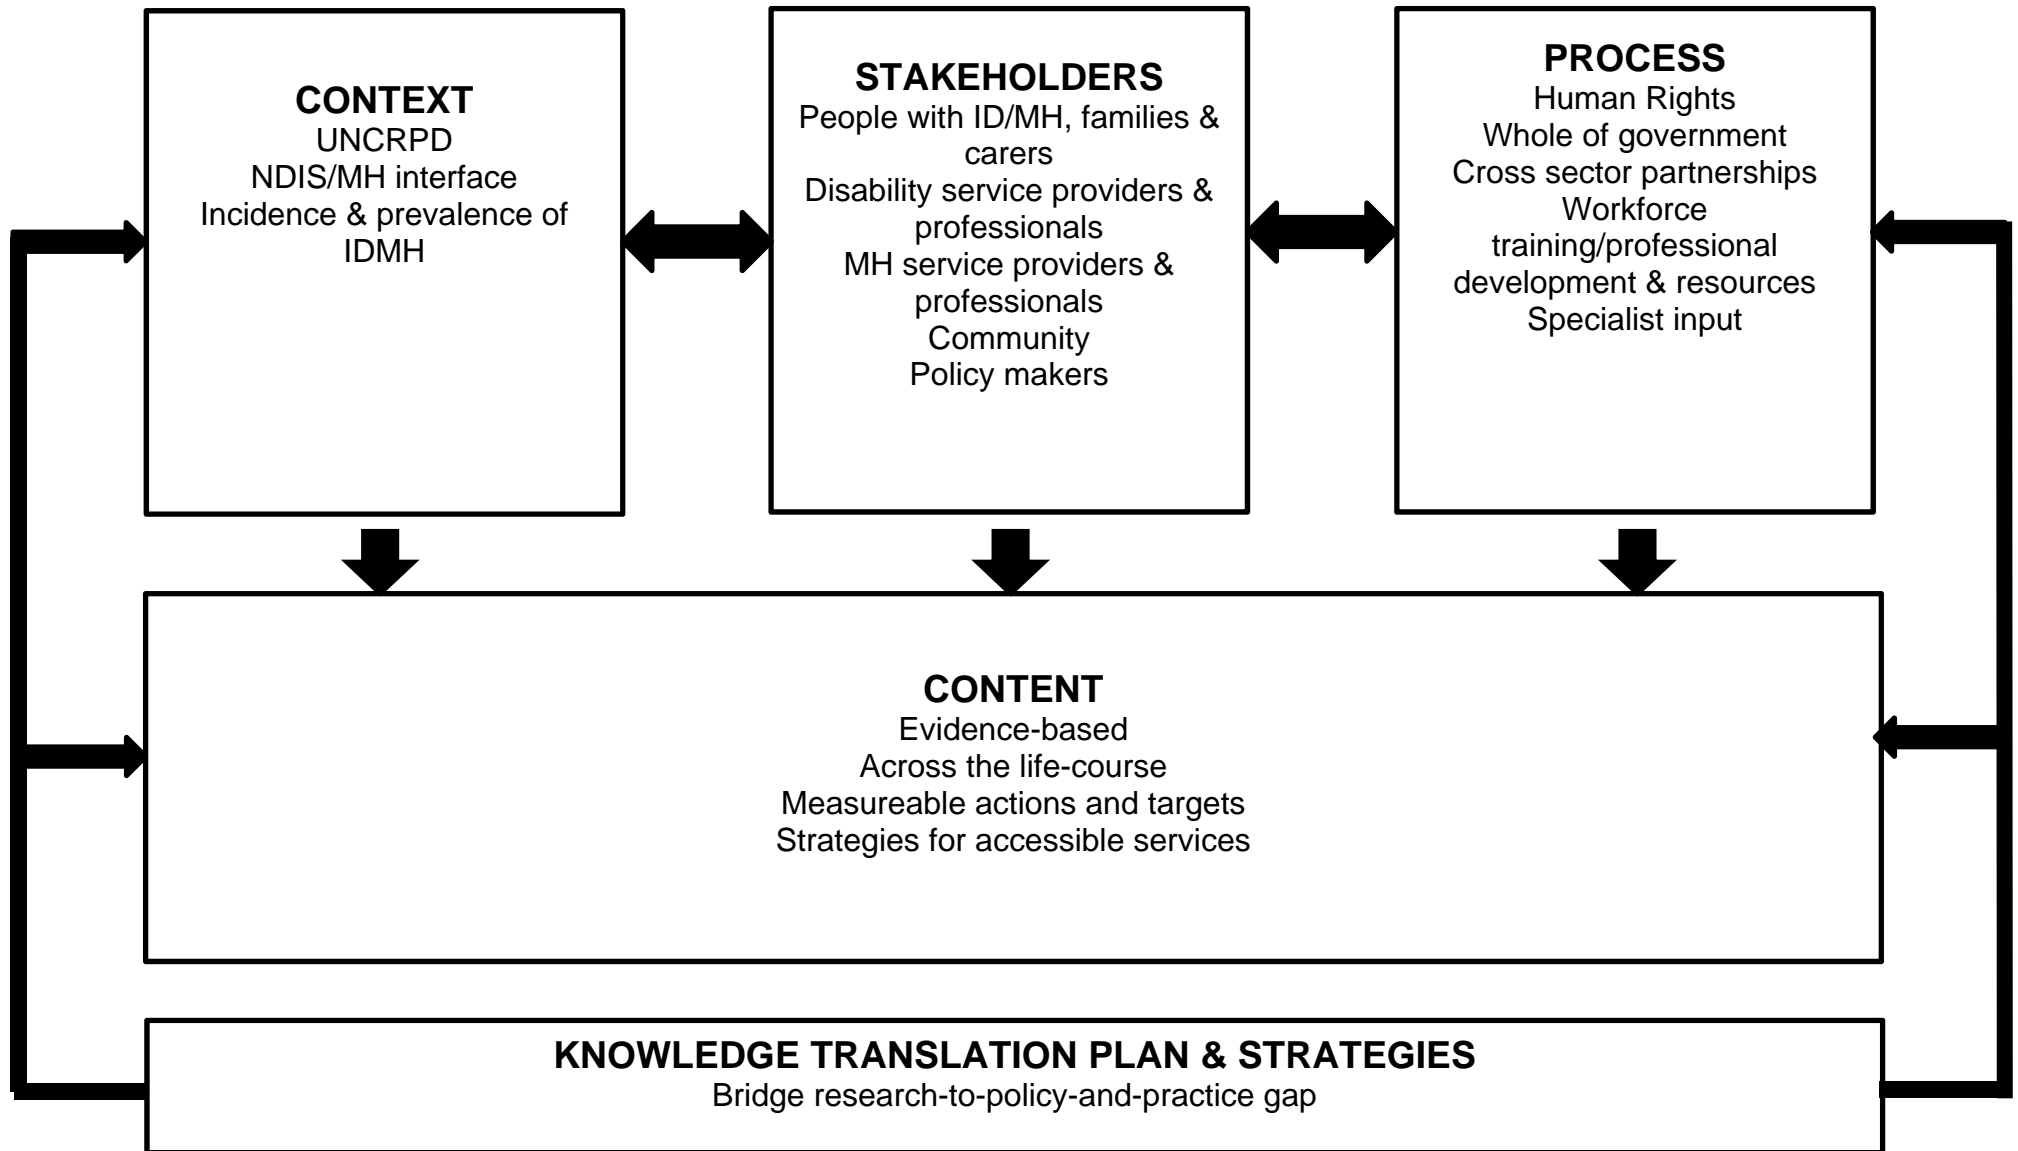 CONTEXT
UNCRPD
NDIS/MH interface
Incidence & prevalence of
IDMH
STAKEHOLDERS
People with ID/MH, families &
carers
Disability service providers &
professionals
MH service providers &
professionals
Community
Policy makers
PROCESS
Human Rights
Whole of government
Cross sector partnerships
Workforce
training/professional
development & resources
Specialist input
CONTENT
Evidence-based
Across the life-course
Measureable actions and targets
Strategies for accessible services
KNOWLEDGE TRANSLATION PLAN & STRATEGIES
Bridge research-to-policy-and-practice gap